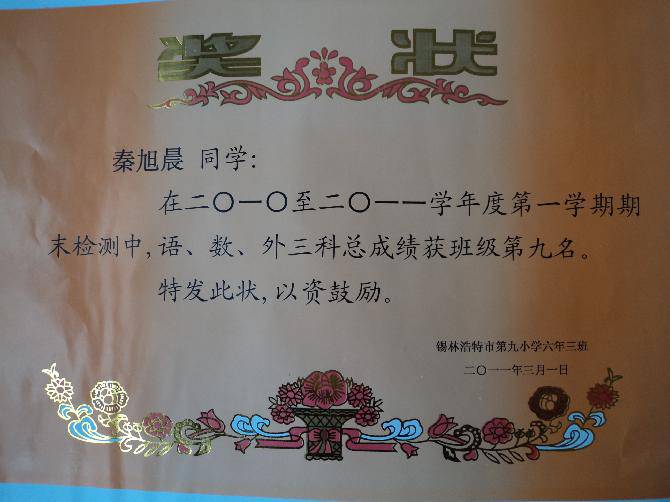 奖 状
秦旭晨 同学:
在二〇一〇至二〇一一学年度第一学期期
末检测中,语、数、外三科总成绩获班级第九名。
特发此状,以资鼓励。
锡林浩特市第九小学六年三班
二〇一一年三月一日